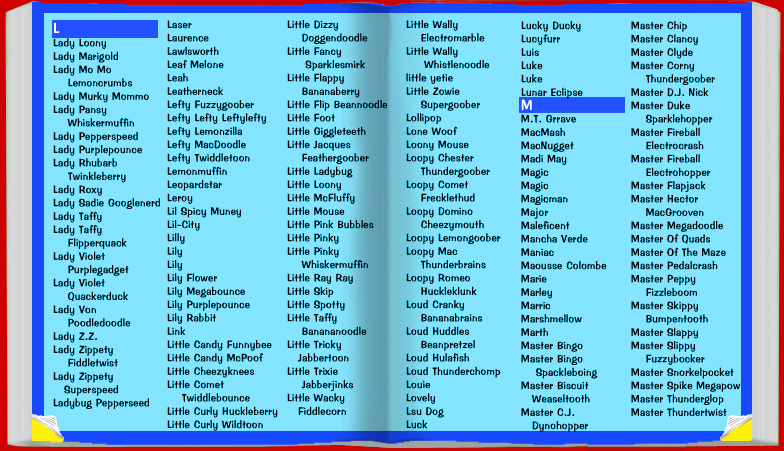 L
Lady Loony
Lady Marigold
Lady Mo Mo
Lemoncrumbs
Lady Murky Mommo
Lady Pansy
Whiskermuffin
Lady Pepperspeed
Lady Purplepounce
Lady Rhubarb
Twinkleberry
Lady Roxy
Lady Sadie Googlenerd
Lady Taffy
Lady Taffy
Flipperquack
Lady Violet
Purplegadget
Lady Violet
Quackerduck
Lady Von
Poodledoodle
Lady Z.Z.
Lady Zippety
Fiddletwist
Lady Zippety
Superspeed
Ladybug Pepperseed
Laser
Laurence
Lawlsworth
Leaf Melone
Leah
Leatherneck
Lefty Fuzzygoober
Lefty Lefty Leftylefty
Lefty Lemonzilla
Lefty MacDoodle
Lefty Twiddletoon
Lemonmuffin
Leopardstar
Leroy
Lil Spicy Muney
Lil-City
Lilly
Lily
Lily
Lily Flower
Lily Megabounce
Lily Purplepounce
Lily Rabbit
Link
Little Candy Funnybee
Little Candy McPoof
Little Cheezyknees
Little Comet
Twiddlebounce
Little Curly Huckleberry
Little Curly Wildtoon
Little Dizzy
Doggendoodle
Little Fancy
Sparklesmirk
Little Flappy
Bananaberry
Little Flip Beannoodle
Little Foot
Little Giggleteeth
Little Jacques
Feathergoober
Little Ladybug
Little Loony
Little McFluffy
Little Mouse
Little Pink Bubbles
Little Pinky
Little Pinky
Whiskermuffin
Little Ray Ray
Little Skip
Little Spotty
Little Taffy
Banananoodle
Little Tricky
Jabbertoon
Little Trixie
Jabberjinks
Little Wacky
Fiddlecorn
Little Wally
Electromarble
Little Wally
Whistlenoodle
little yetie
Little Zowie
Supergoober
Lollipop
Lone Woof
Loony Mouse
Loopy Chester
Thundergoober
Loopy Comet
Frecklethud
Loopy Domino
Cheezymouth
Loopy Lemongoober
Loopy Mac
Thunderbrains
Loopy Romeo
Huckleklunk
Loud Cranky
Bananabrains
Loud Huddles
Beanpretzel
Loud Hulafish
Loud Thunderchomp
Louie
Lovely
Lsu Dog
Luck
Lucky Ducky
Lucyfurr
Luis
Luke
Luke
Lunar Eclipse
M
M.T. Grrave
MacMash
MacNugget
Madi May
Magic
Magic
Magicman
Major
Maleficent
Mancha Verde
Maniac
Maousse Colombe
Marie
Marley
Marric
Marshmellow
Marth
Master Bingo
Master Bingo
Spackleboing
Master Biscuit
Weaseltooth
Master C.J.
Dynohopper
Master Chip
Master Clancy
Master Clyde
Master Corny
Thundergoober
Master D.J. Nick
Master Duke
Sparklehopper
Master Fireball
Electrocrash
Master Fireball
Electrohopper
Master Flapjack
Master Hector
MacGrooven
Master Megadoodle
Master Of Quads
Master Of The Maze
Master Pedalcrash
Master Peppy
Fizzleboom
Master Skippy
Bumpentooth
Master Slappy
Master Slippy
Fuzzybocker
Master Snorkelpocket
Master Spike Megapow
Master Thunderglop
Master Thundertwist